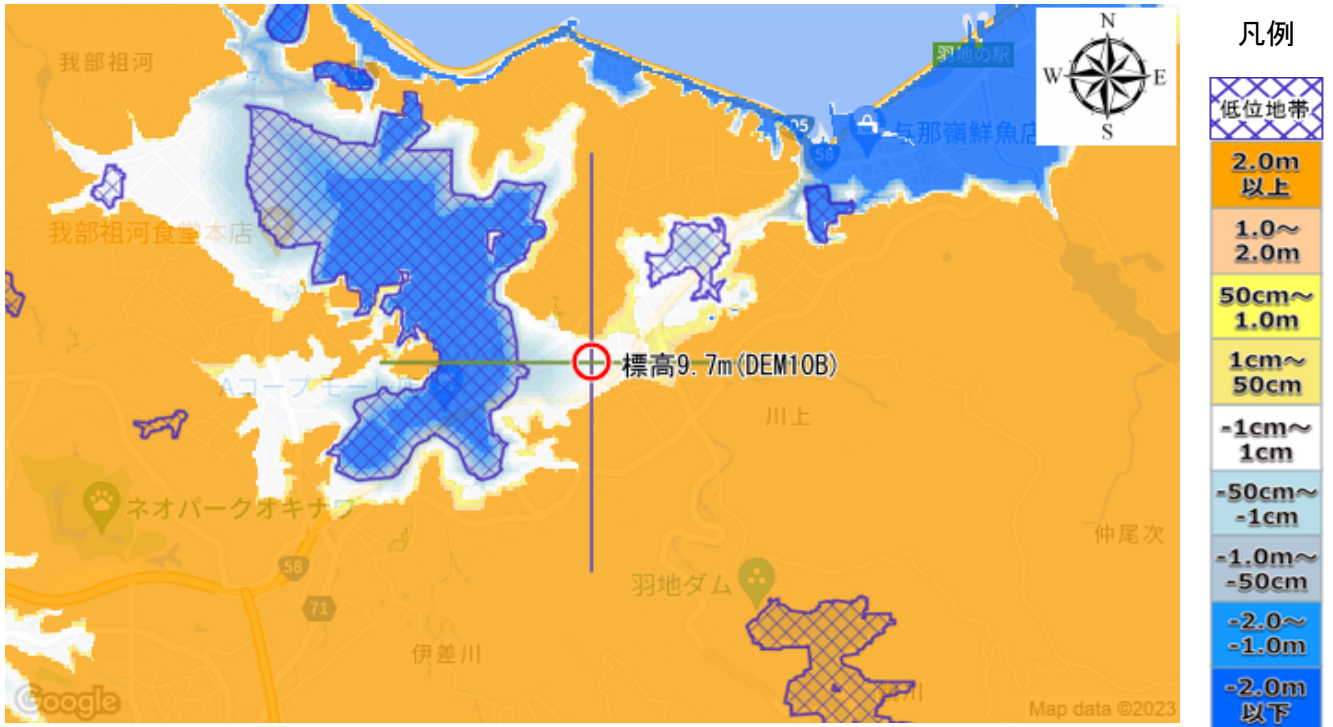 我部祖河
羽地の駅
N
W
E
S
凡例
低位地帯
2.0m
以上
05
58
与那嶺鮮魚店
1.0～
2.0m
我部祖河食堂本店
50cm～
1.0m
標高9.7m(DEM10B)
1cm～
50cm
川上
-1cm～
1cm
ネオパークオキナワ
-50cm～
-1cm
仲尾次
58
羽地ダム
-1.0m～
-50cm
71
伊差川
-2.0～
-1.0m
川
Google
Map data ©2023
-2.0m
以下